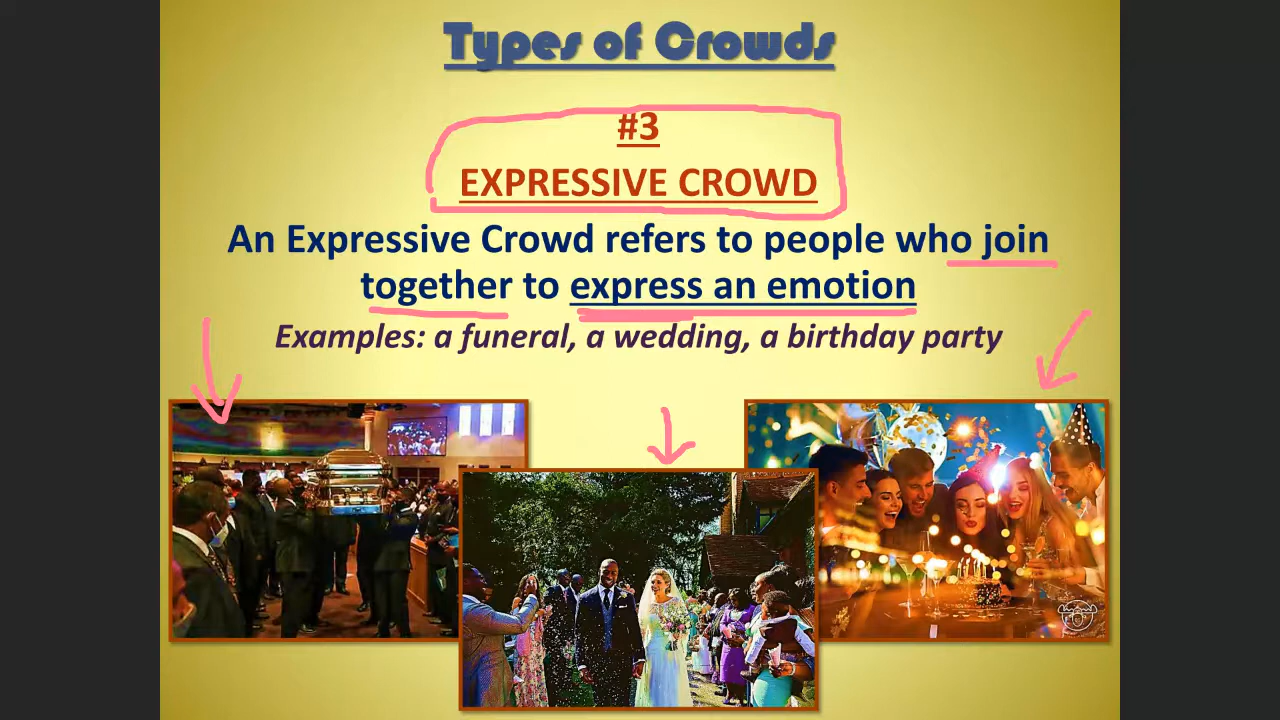 Types of Crowds
#3
EXPRESSIVE CROWD
An Expressive Crowd refers to people who join
together to express an emotion
Examples: a funeral, a wedding, a birthday party